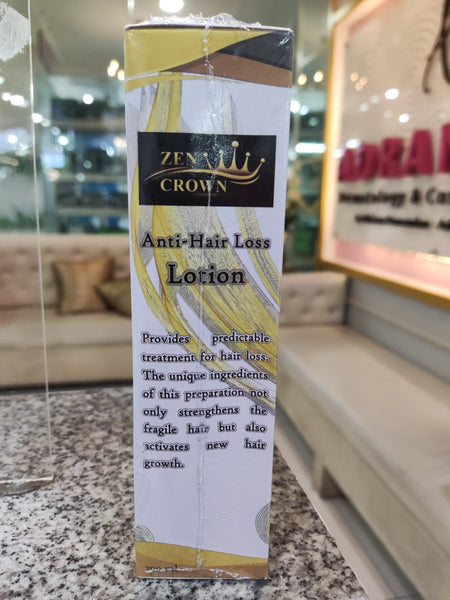 ZEN
CROWN
Anti-Hair Loss
Lotion
Provides predictable
treatment for hair loss.
The unique ingredients
of this preparation not
only strengthens the
fragile hair but also
activates new hair
growth.